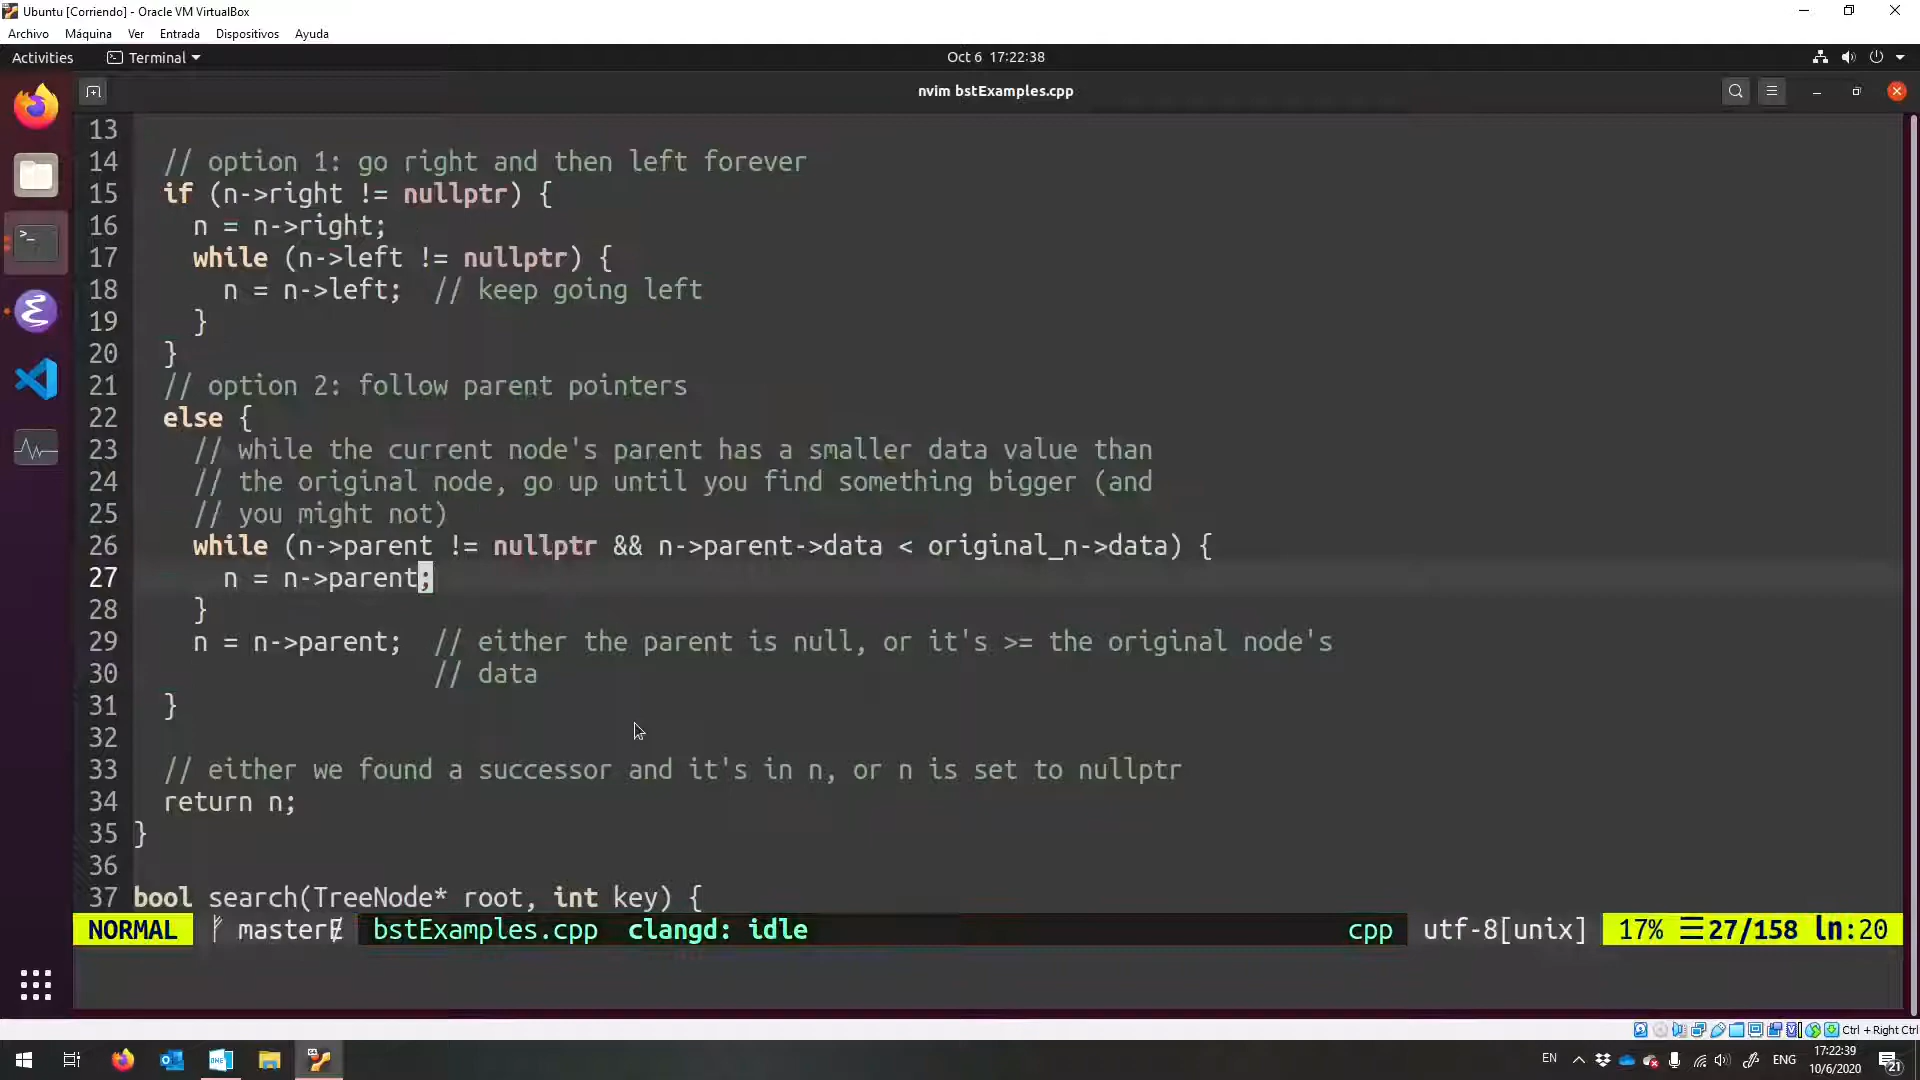 Ubuntu [Corriendo] - Oracle VM VirtualBox
Archivo Máquina Ver Entrada Dispositivos Ayuda
Activities Terminal Oct 6 17:22:38
nvim bstExamples.cpp
13
14 // option 1: go right and then left forever
15 if (n->right != nullptr) {
16 n = n->right;
17 while (n->left != nullptr) {
18 n = n->left; // keep going left
19 }
20 }
21 // option 2: follow parent pointers
22 else {
23 // while the current node's parent has a smaller data value than
24 // the original node, go up until you find something bigger (and
25 // you might not)
26 while (n->parent != nullptr && n->parent->data < original_n->data) {
27 n = n->parent;
28 }
29 n = n->parent; // either the parent is null, or it's >= the original node's
30 // data
31 }
32
33 // either we found a successor and it's in n, or n is set to nullptr
34 return n;
35 }
36
37 bool search(TreeNode* root, int key) {
NORMAL master bstExamples.cpp clangd: idle cpp utf-8[unix] 17% ☰27/158 ln:20
Ctrl + Right Ctrl
EN ENG 17:22:39
10/6/2020 21